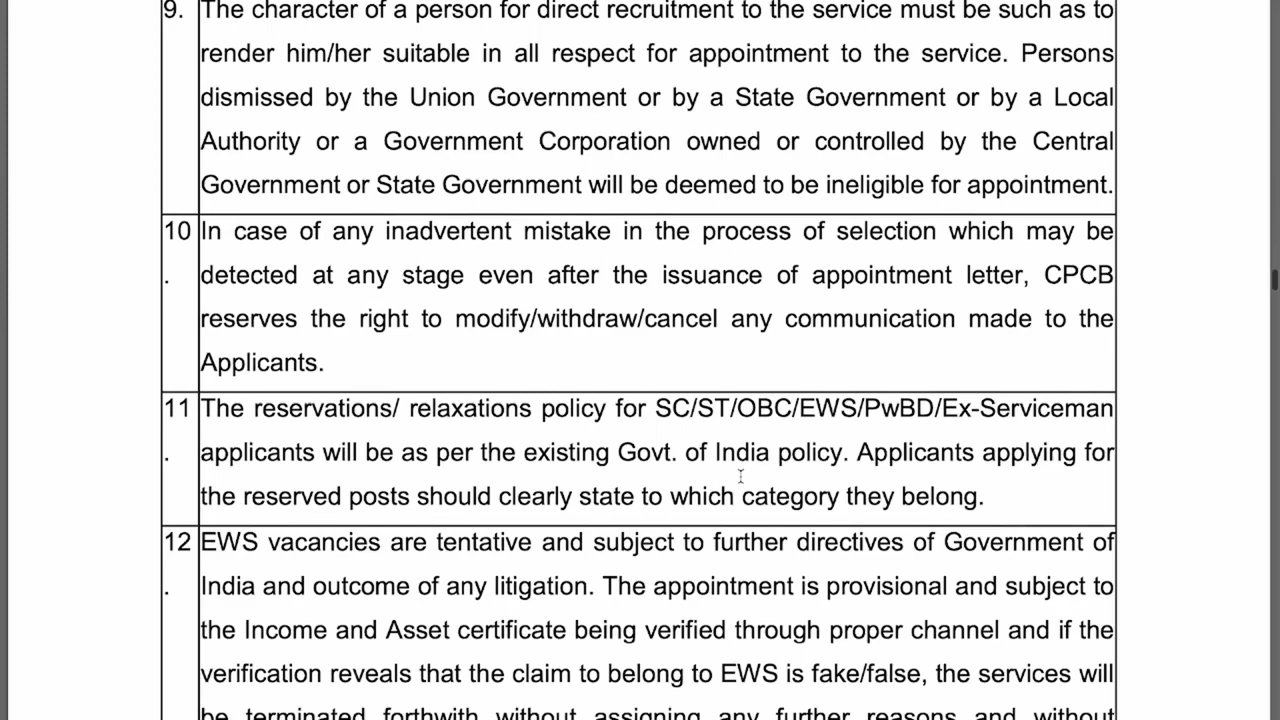 9. The character of a person for direct recruitment to the service must be such as to
render him/her suitable in all respect for appointment to the service. Persons
dismissed by the Union Government or by a State Government or by a Local
Authority or a Government Corporation owned or controlled by the Central
Government or State Government will be deemed to be ineligible for appointment.
10 In case of any inadvertent mistake in the process of selection which may be
. detected at any stage even after the issuance of appointment letter, CPCB
reserves the right to modify/withdraw/cancel any communication made to the
Applicants.
11 The reservations/ relaxations policy for SC/ST/OBC/EWS/PwBD/Ex-Serviceman
. applicants will be as per the existing Govt. of India policy. Applicants applying for
the reserved posts should clearly state to which category they belong.
12 EWS vacancies are tentative and subject to further directives of Government of
. India and outcome of any litigation. The appointment is provisional and subject to
the Income and Asset certificate being verified through proper channel and if the
verification reveals that the claim to belong to EWS is fake/false, the services will
be terminated forthwith without assigning any further reasons and without